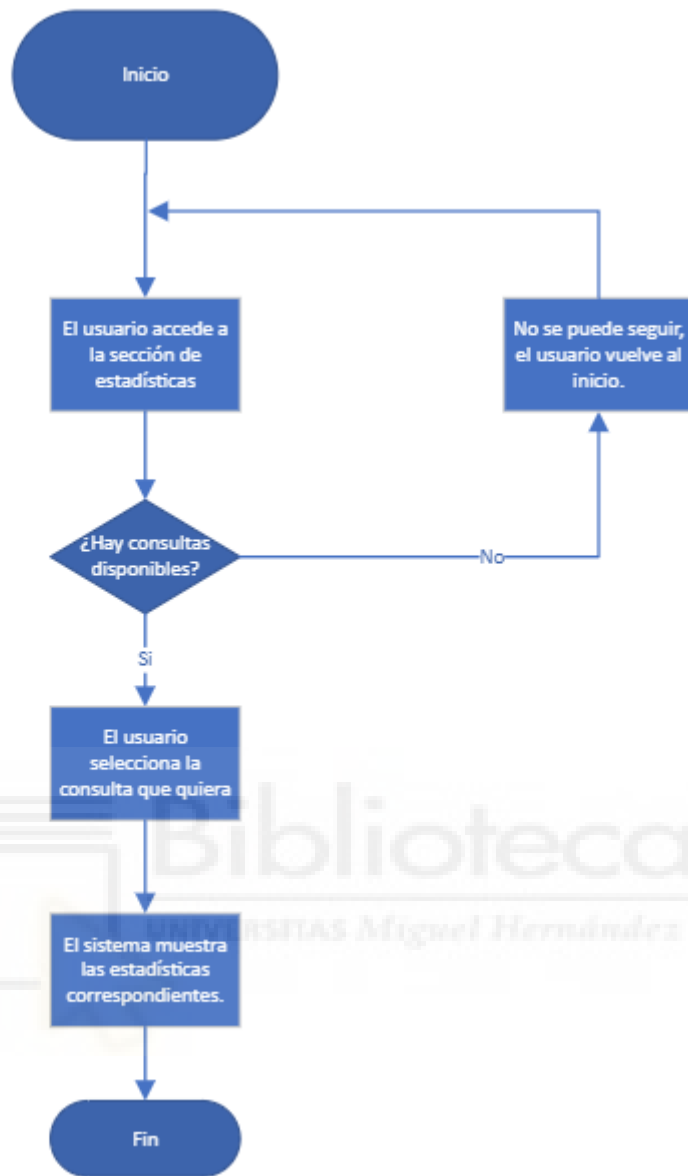 Inicio
El usuario accede a
la sección de
estadísticas
No se puede seguir,
el usuario vuelve al
inicio.
¿Hay consultas
disponibles?
No
Si
El usuario
selecciona la
consulta que quiera
Biblioteca
UNIVERSITAS Miguel Hernández
El sistema muestra
las estadísticas
correspondientes.
Fin